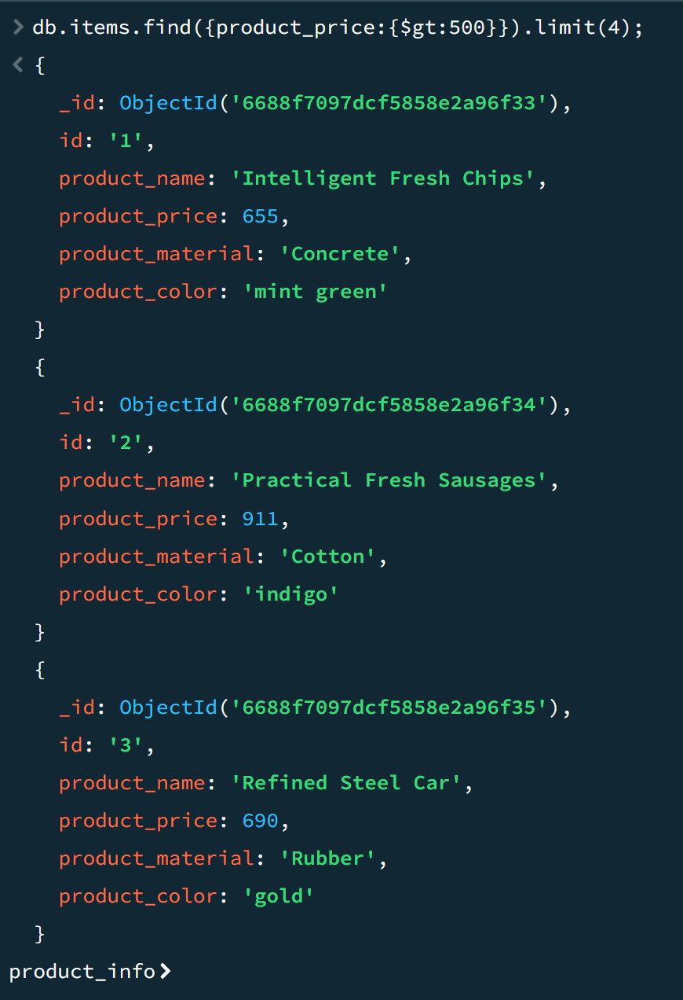 > db.items.find({product_price:{$gt:500}}).limit(4);
< {
_id: ObjectId('6688f7097dcf5858e2a96f33'),
id: '1',
product_name: 'Intelligent Fresh Chips',
product_price: 655,
product_material: 'Concrete',
product_color: 'mint green'
}
{
_id: ObjectId('6688f7097dcf5858e2a96f34'),
id: '2',
product_name: 'Practical Fresh Sausages',
product_price: 911,
product_material: 'Cotton',
product_color: 'indigo'
}
{
_id: ObjectId('6688f7097dcf5858e2a96f35'),
id: '3',
product_name: 'Refined Steel Car',
product_price: 690,
product_material: 'Rubber',
product_color: 'gold'
}
product_info>